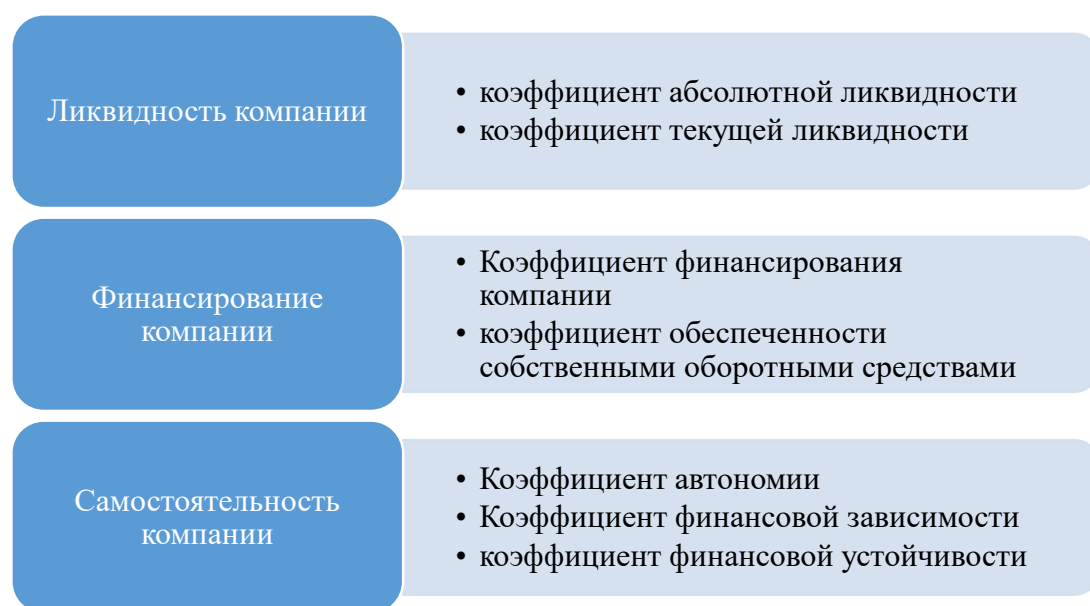 Ликвидность компании
• коэффициент абсолютной ликвидности
• коэффициент текущей ликвидности
Финансирование
компании
• Коэффициент финансирования
компании
• коэффициент обеспеченности
собственными оборотными средствами
Самостоятельность
компании
• Коэффициент автономии
• Коэффициент финансовой зависимости
• коэффициент финансовой устойчивости